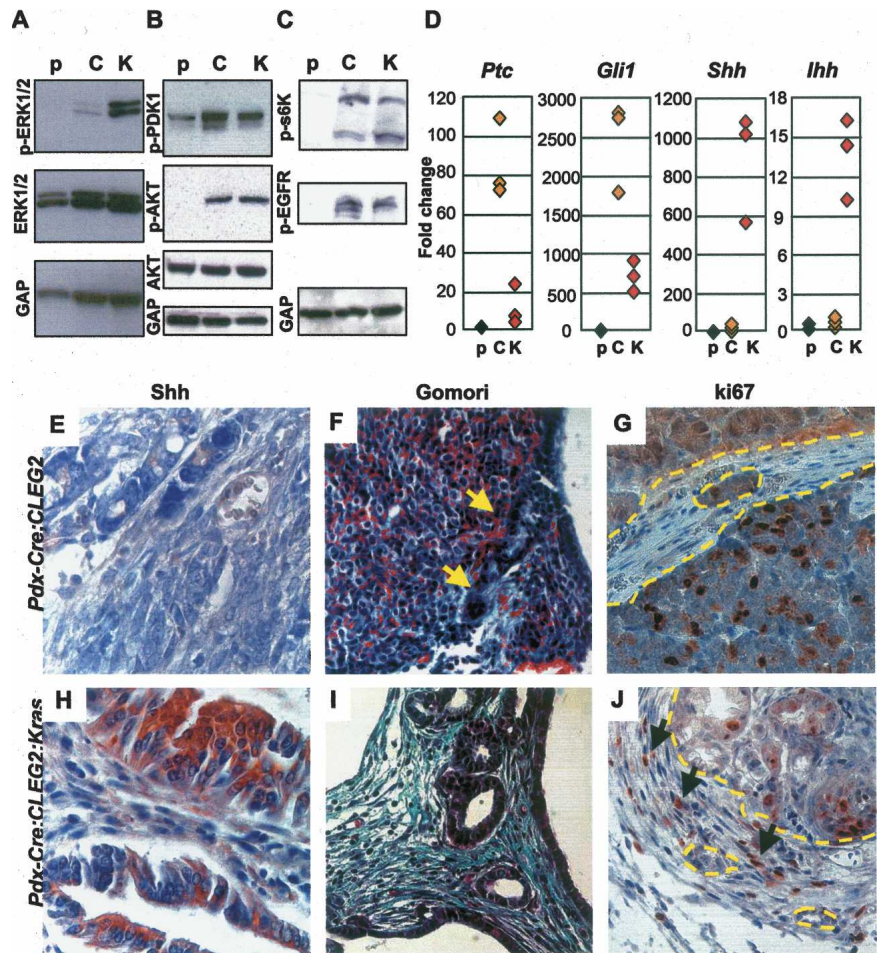 A B C D
p C K
p-ERK1/2
ERK1/2
GAP
p C K
p-PDK1
p-AKT
AKT
GAP
p C K
p-s6K
p-EGFR
GAP
Ptc Gli1 Shh Ihh
Fold change
120
100
80
60
40
20
0
3000
2500
2000
1500
1000
500
0
1200
1000
800
600
400
200
0
18
15
12
9
6
3
0
p C K p C K p C K p C K
Shh Gomori ki67
Pdx-Cre;CLEG2
E F G
Pdx-Cre:CLEG2:Kras
H I J